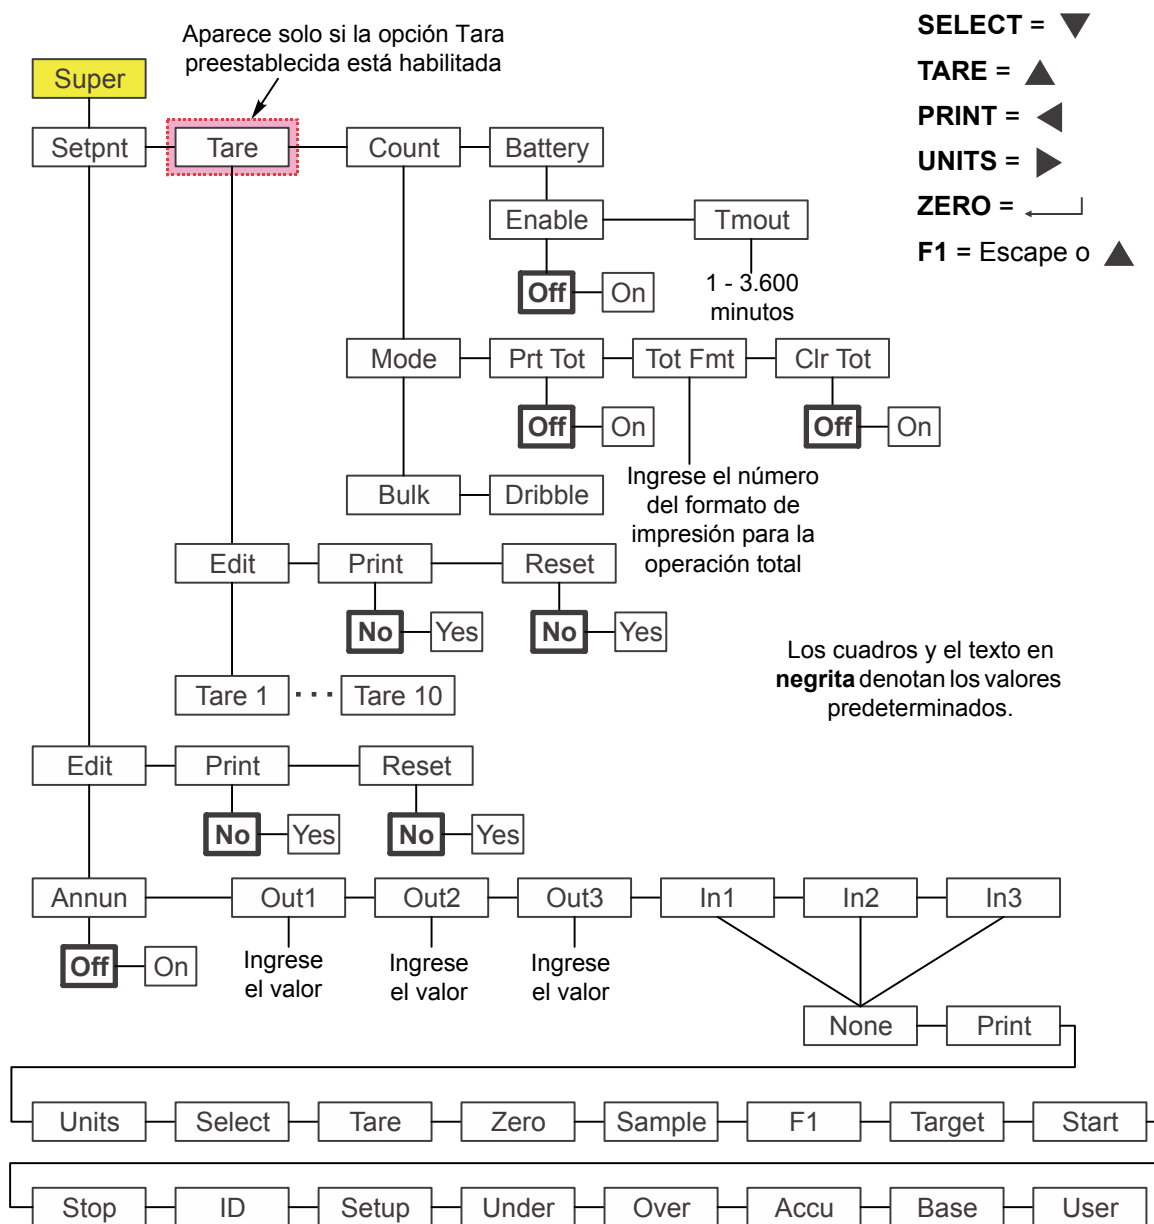 Aparece solo si la opción Tara
preestablecida está habilitada
SELECT = ▼
TARE = ▲
PRINT = ◀
UNITS = ▶
ZERO = ↵
F1 = Escape o ▲
Super
Setpnt Tare Count Battery
Enable Tmout
Off On
1 - 3.600
minutos
Mode Prt Tot Tot Fmt Clr Tot
Off On Off On
Bulk Dribble
Ingrese el número
del formato de
impresión para la
operación total
Edit Print Reset
No Yes No Yes
Los cuadros y el texto en
negrita denotan los valores
predeterminados.
Tare 1 ··· Tare 10
Edit Print Reset
No Yes No Yes
Annun Out1 Out2 Out3 In1 In2 In3
Off On
Ingrese
el valor
Ingrese
el valor
Ingrese
el valor
None Print
Units Select Tare Zero Sample F1 Target Start
Stop ID Setup Under Over Accu Base User